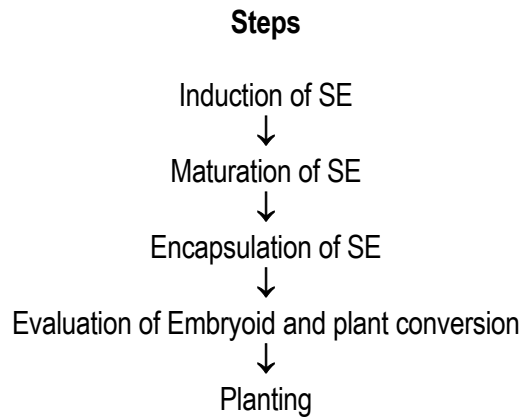 Steps
Induction of SE
Maturation of SE
Encapsulation of SE
Evaluation of Embryoid and plant conversion
Planting